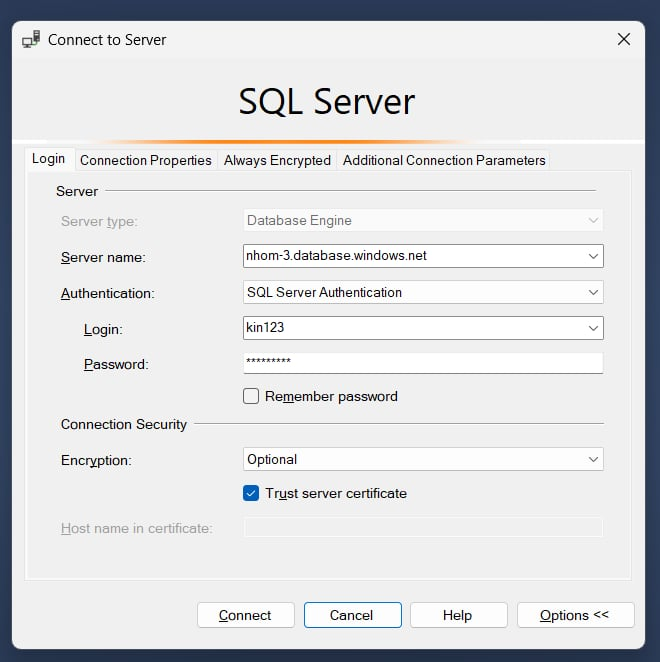 Connect to Server
SQL Server
Login Connection Properties Always Encrypted Additional Connection Parameters
Server
Server type: Database Engine
Server name: nhom-3.database.windows.net
Authentication: SQL Server Authentication
Login: kin123
Password: *********
Remember password
Connection Security
Encryption: Optional
Trust server certificate
Host name in certificate:
Connect Cancel Help Options <<